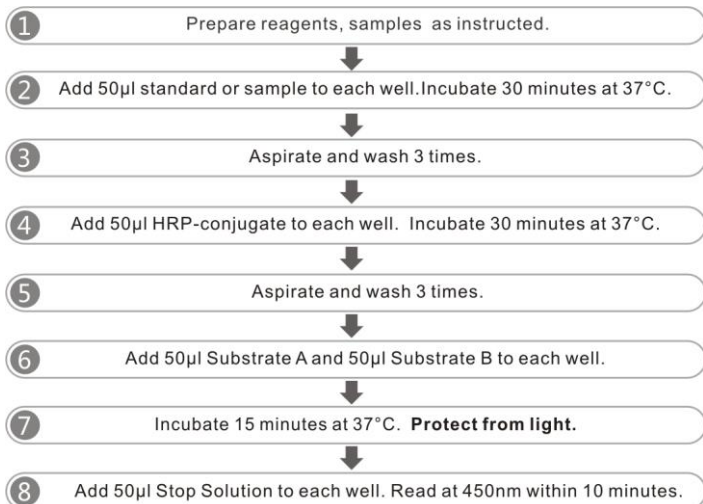 1 Prepare reagents, samples as instructed.
2 Add 50µl standard or sample to each well.Incubate 30 minutes at 37°C.
3 Aspirate and wash 3 times.
4 Add 50µl HRP-conjugate to each well. Incubate 30 minutes at 37°C.
5 Aspirate and wash 3 times.
6 Add 50µl Substrate A and 50µl Substrate B to each well.
7 Incubate 15 minutes at 37°C. Protect from light.
8 Add 50µl Stop Solution to each well. Read at 450nm within 10 minutes.